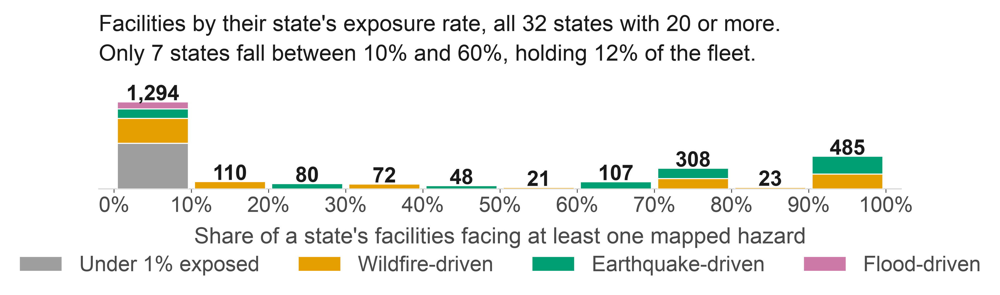 Facilities by their state's exposure rate, all 32 states with 20 or more.
Only 7 states fall between 10% and 60%, holding 12% of the fleet.
1,294
110
80
72
48
21
107
308
23
485
0% 10% 20% 30% 40% 50% 60% 70% 80% 90% 100%
Share of a state's facilities facing at least one mapped hazard
Under 1% exposed Wildfire-driven Earthquake-driven Flood-driven